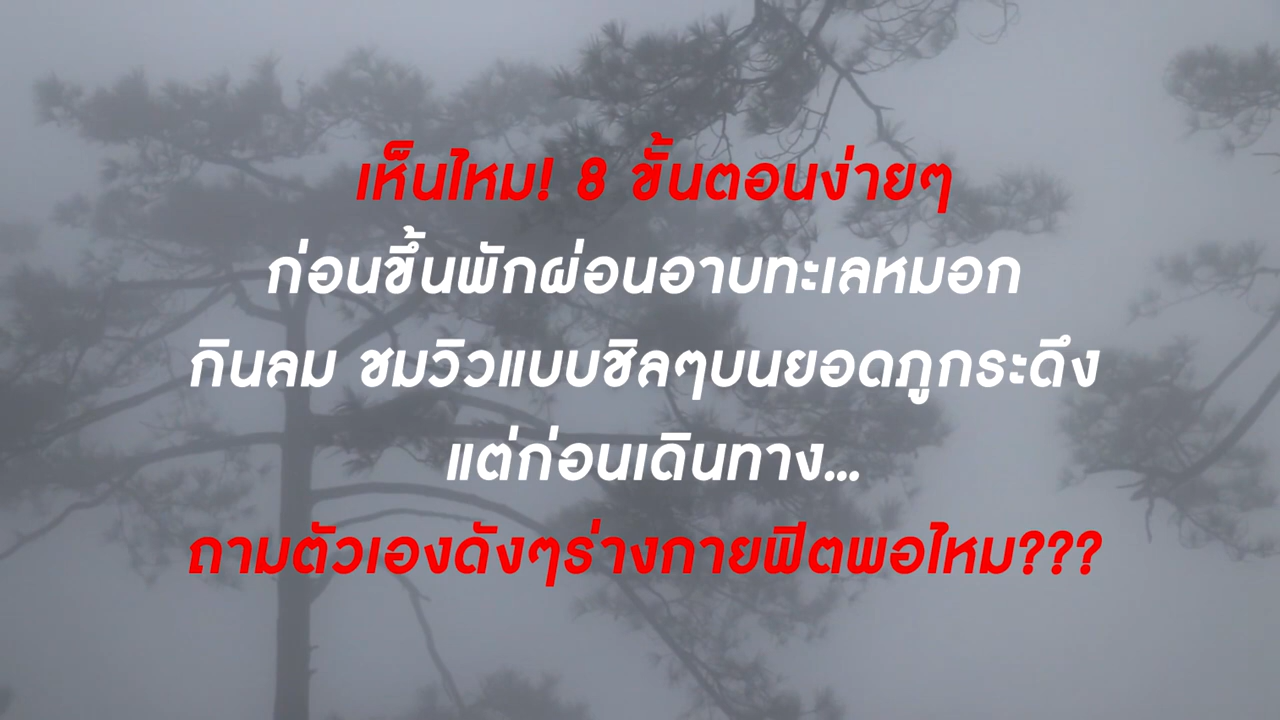 เห็นไหม! 8 ขั้นตอนง่ายๆ
ก่อนขึ้นพักผ่อนอาบทะเลหมอก
กินลม ชมวิวแบบชิลๆบนยอดภูกระดึง
แต่ก่อนเดินทาง...
ถามตัวเองดังๆร่างกายฟิตพอไหม???